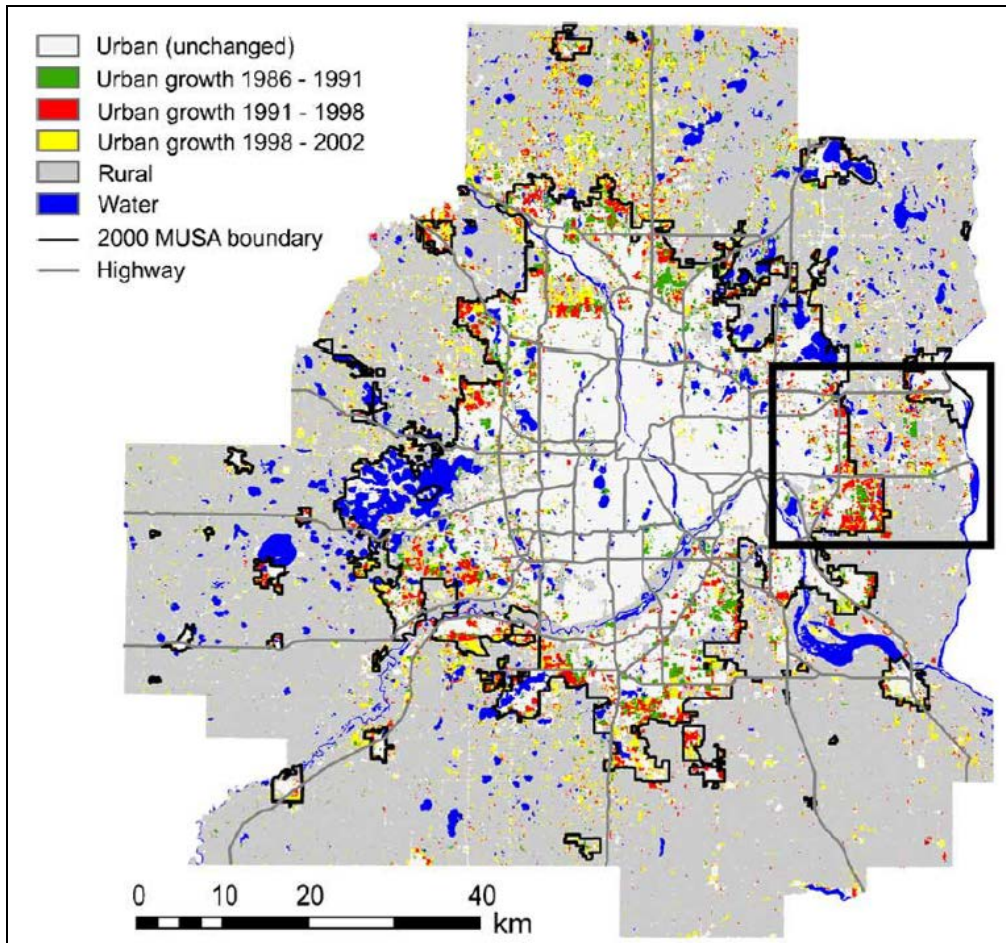 Urban (unchanged)
Urban growth 1986 - 1991
Urban growth 1991 - 1998
Urban growth 1998 - 2002
Rural
Water
2000 MUSA boundary
Highway
0 10 20 40
km